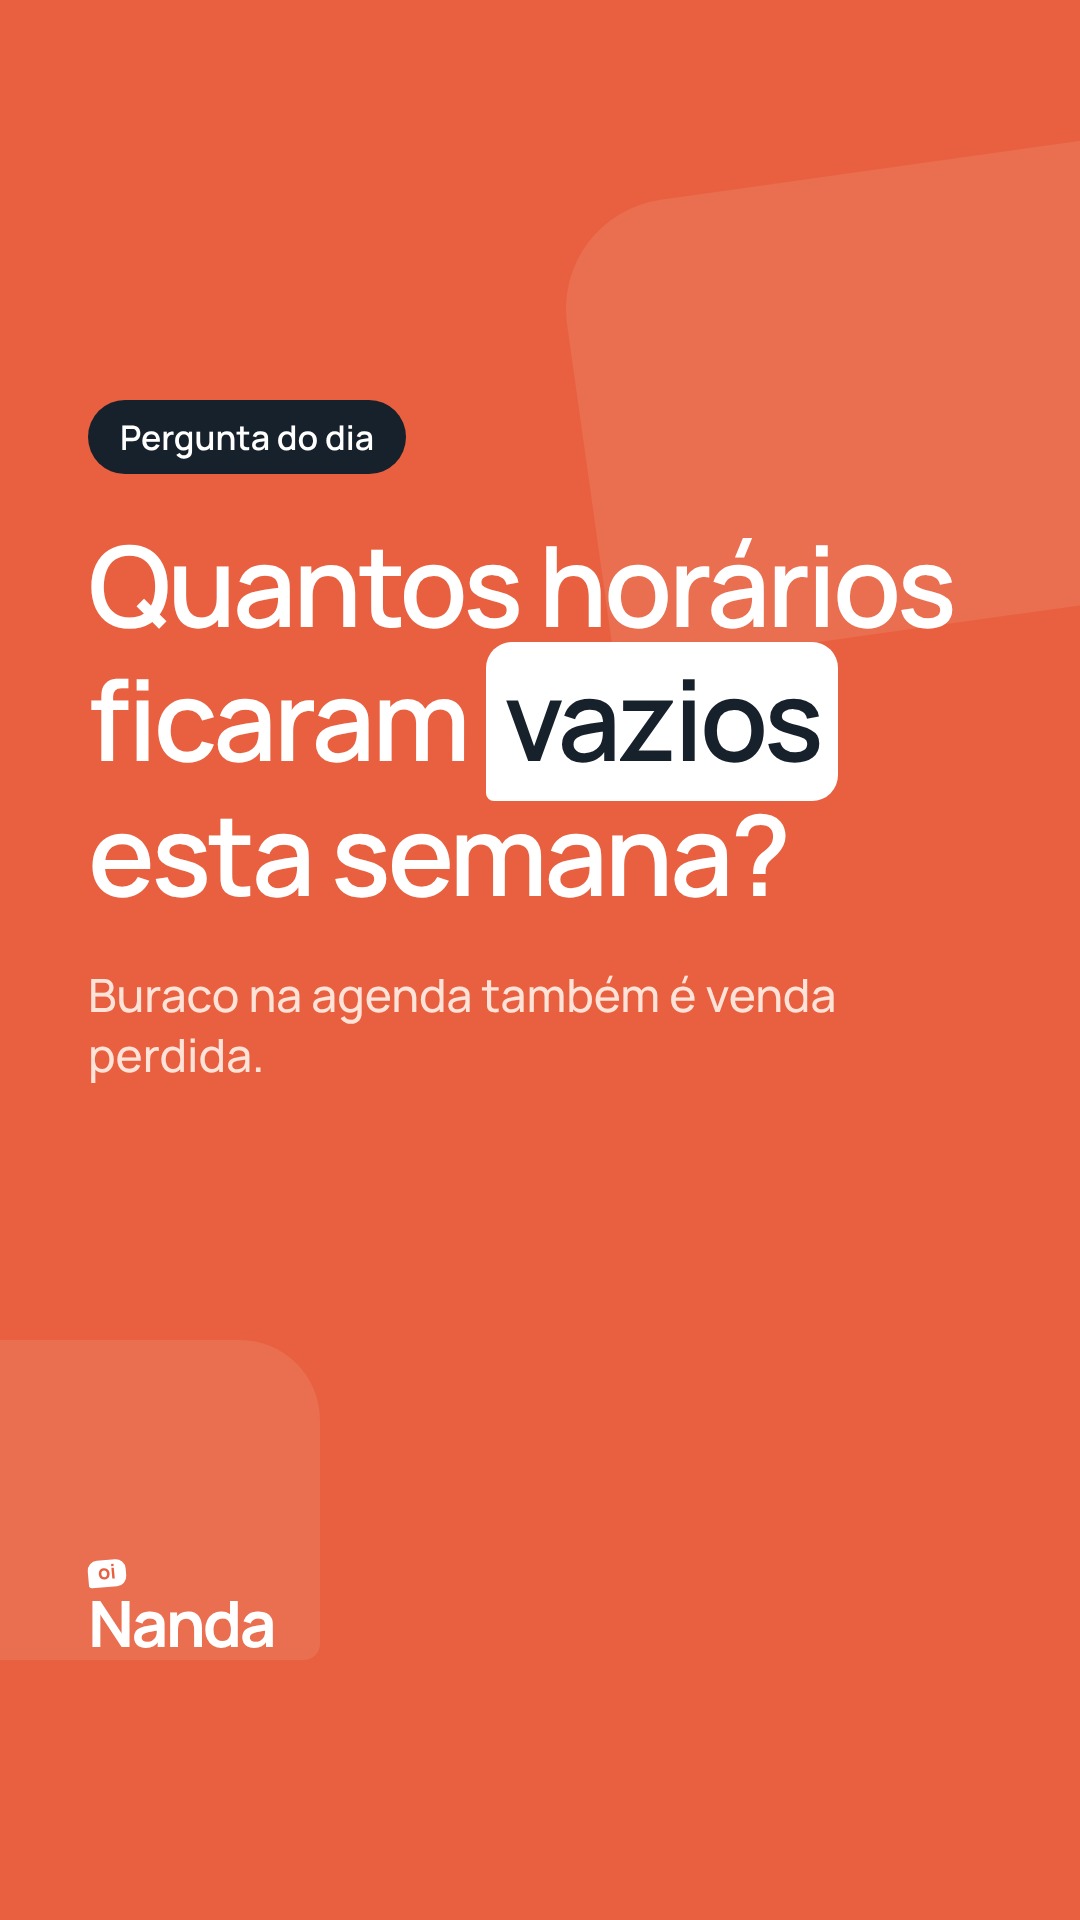 Pergunta do dia
Quantos horários
ficaram vazios
esta semana?
Buraco na agenda também é venda
perdida.
oi
Nanda